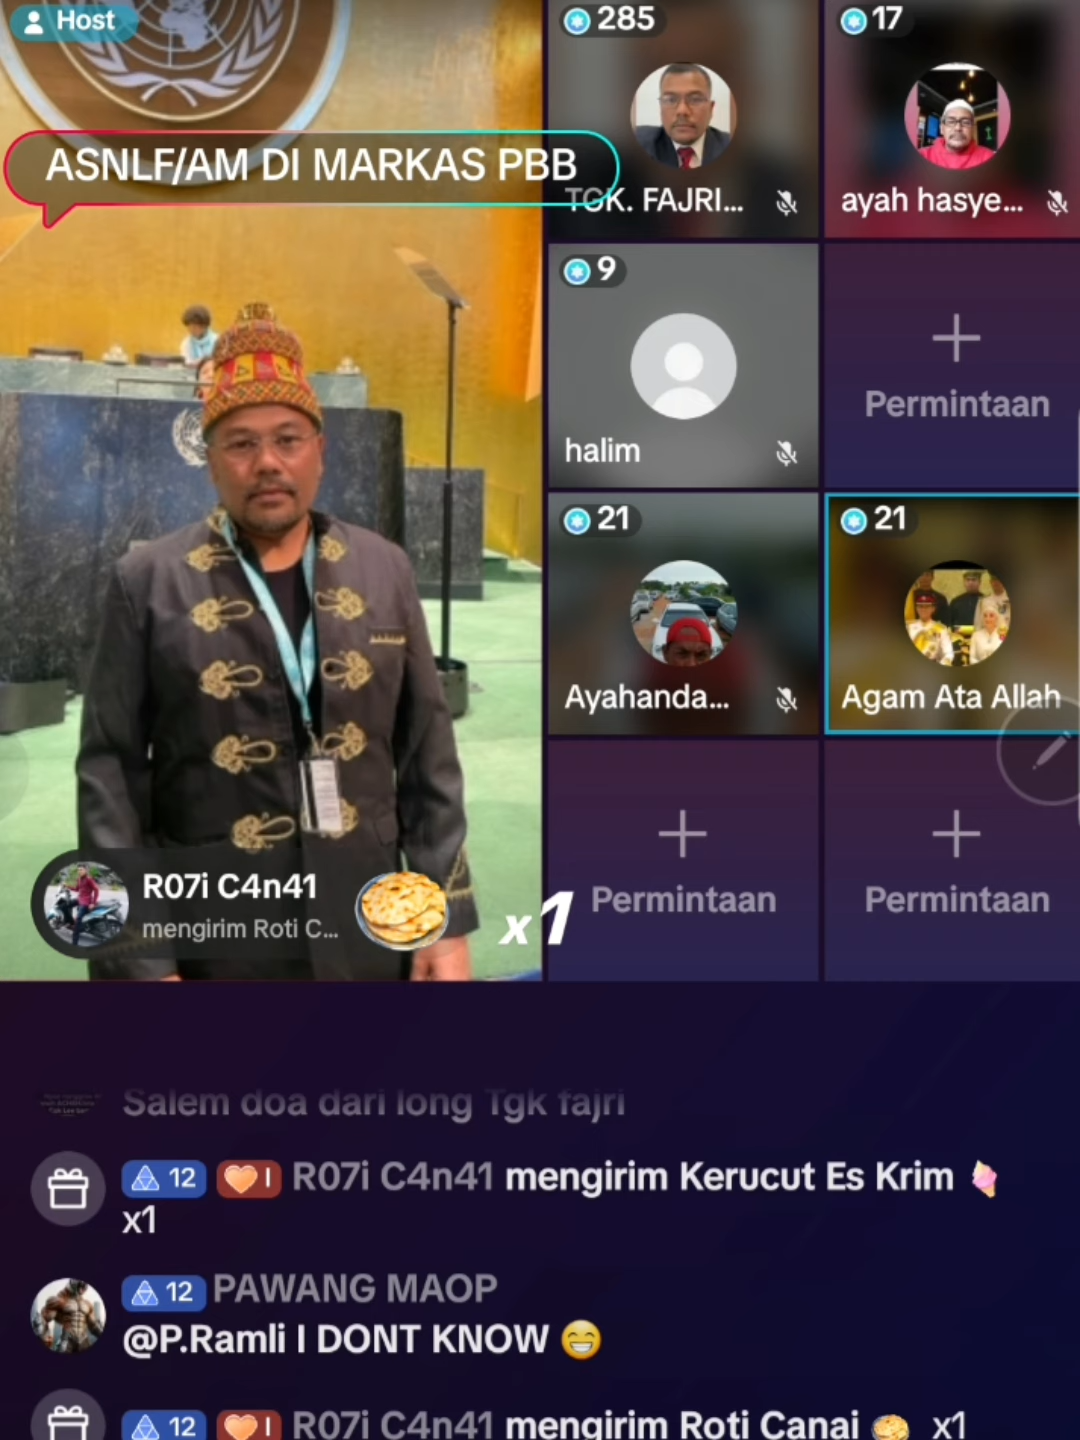 Host
ASNLF/AM DI MARKAS PBB
285
TGK. FAJRI...
17
ayah hasye...
9
halim
Permintaan
21
Ayahanda...
21
Agam Ata Allah
Permintaan
Permintaan
R07i C4n41
mengirim Roti C...
x1
Salem doa dari long Tgk fajri
12 I R07i C4n41 mengirim Kerucut Es Krim 🍦
x1
12 PAWANG MAOP
@P.Ramli I DONT KNOW 😁
12 I R07i C4n41 mengirim Roti Canai x1